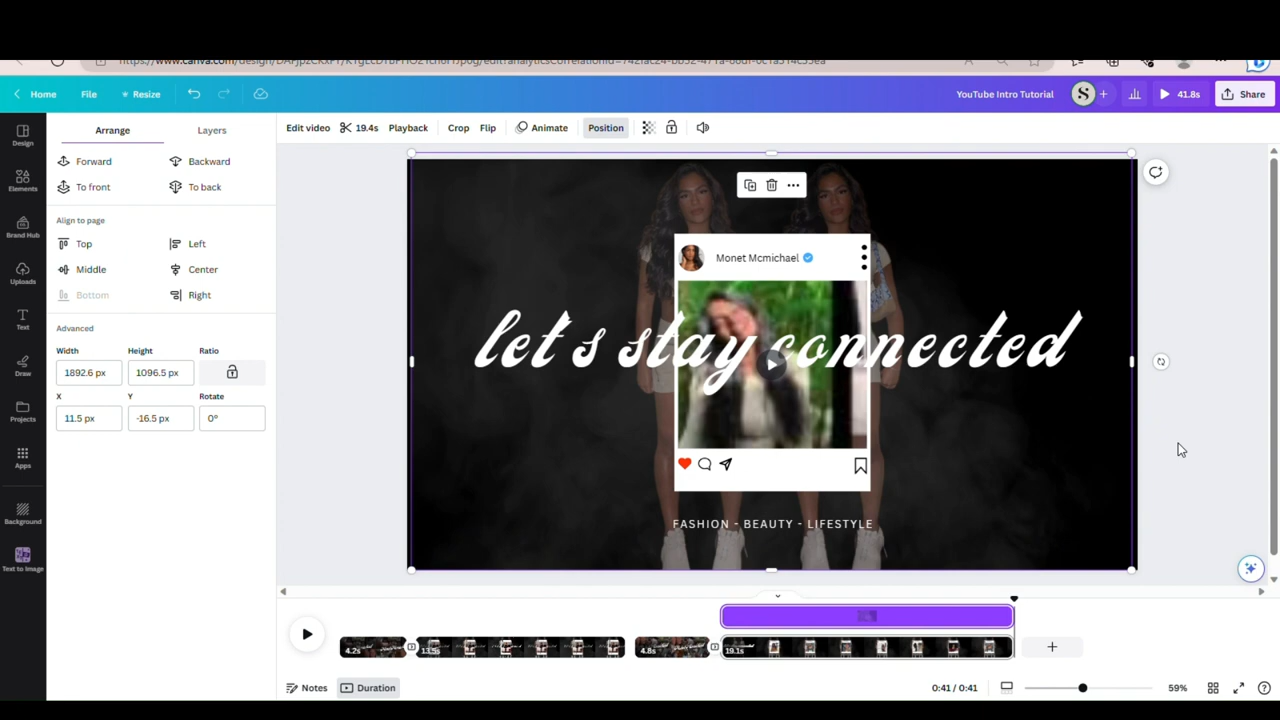 Home File Resize YouTube Intro Tutorial S 41.8s Share
Arrange Layers
Edit video 19.4s Playback Crop Flip Animate Position
Design
Elements
Brand Hub
Uploads
Text
Draw
Projects
Apps
Background
Text to Image
Forward Backward
To front To back
Align to page
Top Left
Middle Center
Bottom Right
Advanced
Width Height Ratio
1892.6 px 1096.5 px
X Y Rotate
11.5 px -16.5 px 0°
Monet Mcmichael
let's stay connected
FASHION - BEAUTY - LIFESTYLE
4.2s 13.5s 4.8s 19.1s
Notes Duration 0:41 / 0:41 59%